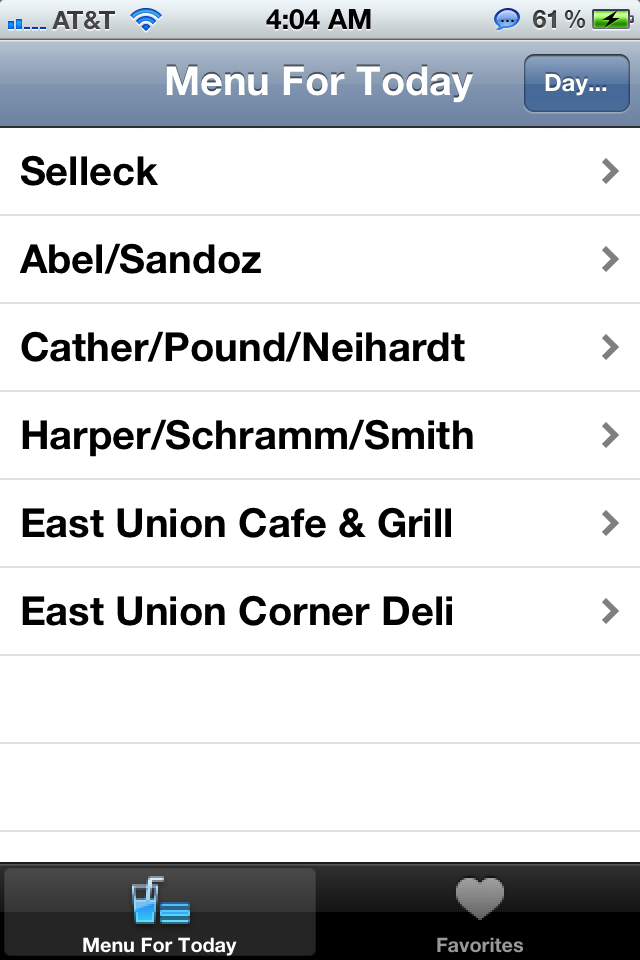 AT&T 4:04 AM 61 %
Menu For Today Day...
Selleck
Abel/Sandoz
Cather/Pound/Neihardt
Harper/Schramm/Smith
East Union Cafe & Grill
East Union Corner Deli
Menu For Today Favorites